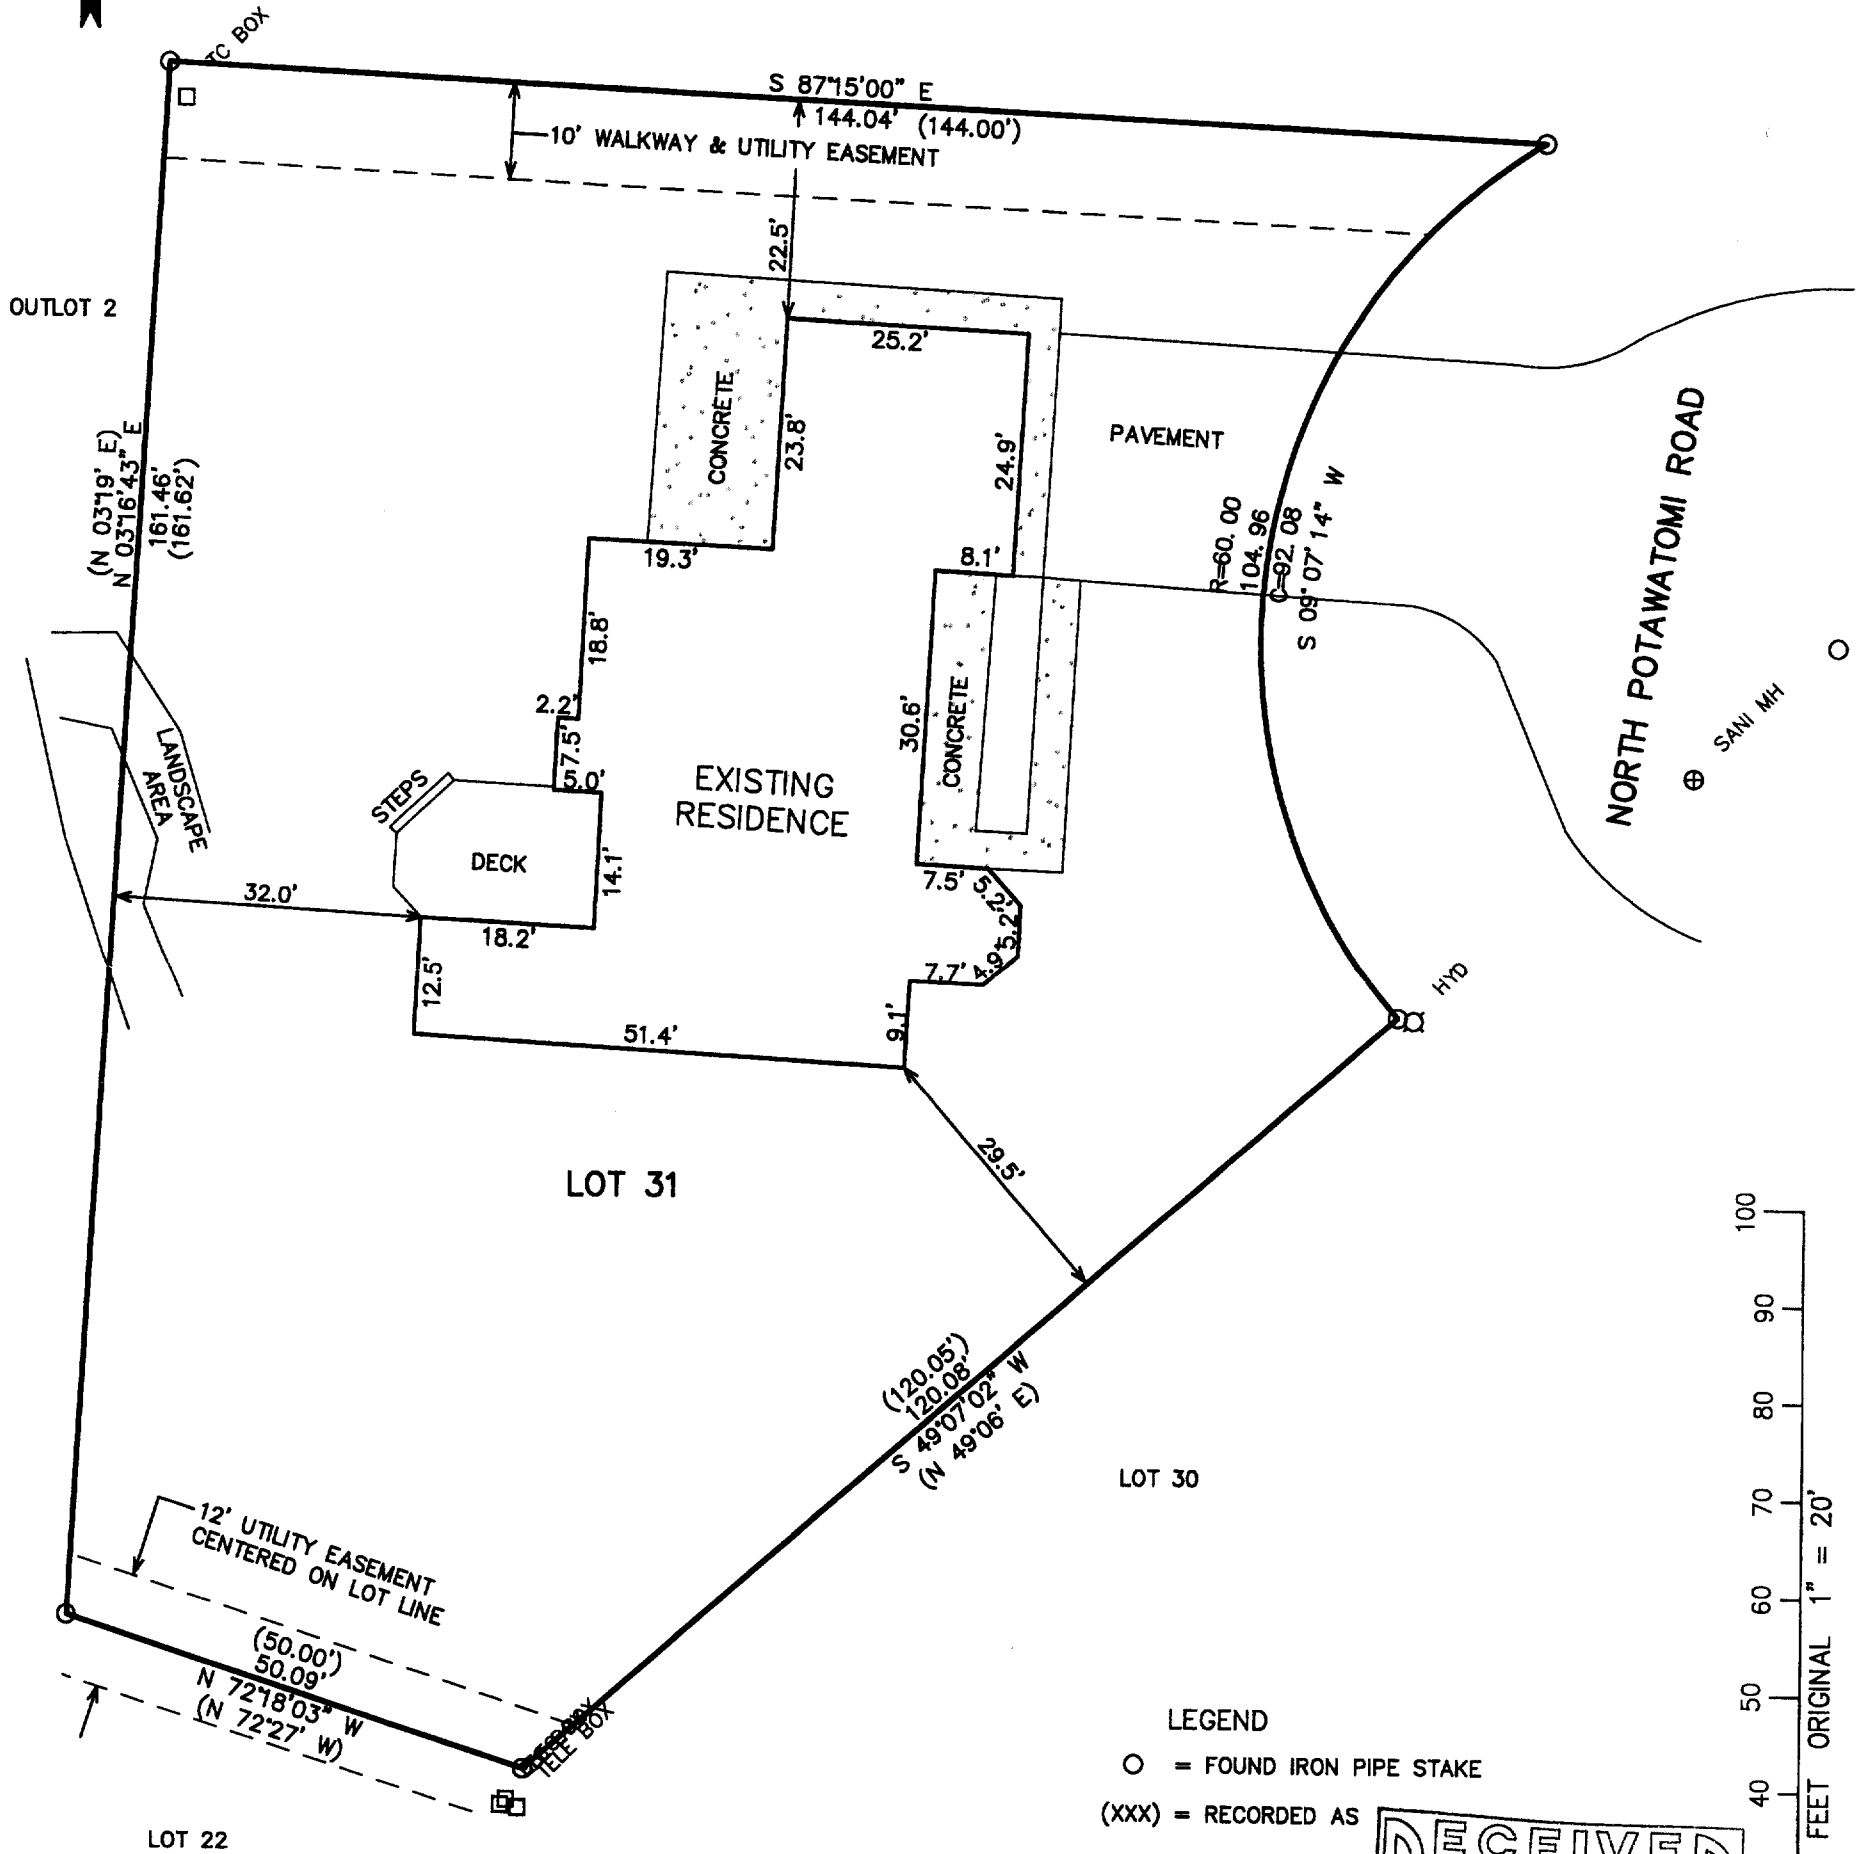 TC BOX
S 87°15'00" E
144.04' (144.00')
10' WALKWAY & UTILITY EASEMENT
22.5'
OUTLOT 2
25.2'
CONCRETE
23.8'
24.9'
PAVEMENT
(N 03°19' E)
N 03°16'43" E
161.46'
(161.62')
19.3'
8.1'
R=60.00
104.96
C=92.08
S 09°07'14" W
NORTH POTAWATOMI ROAD
SANI MH
18.8'
2.2'
7.5'
5.0'
30.6'
CONCRETE
LANDSCAPE
AREA
STEPS
EXISTING
RESIDENCE
DECK
14.1'
7.5'
5.2'
5.2'
4.9'
7.7'
32.0'
18.2'
12.5'
9.1'
51.4'
HYD
29.5'
LOT 31
(120.05')
120.08'
S 49°07'02" W
(N 49°06' E)
LOT 30
12' UTILITY EASEMENT
CENTERED ON LOT LINE
(50.00')
50.09'
N 72°18'03" W
(N 72°27' W)
TELE BOX
LOT 22
LEGEND
= FOUND IRON PIPE STAKE
(XXX) = RECORDED AS
RECEIVED
100
90
80
70
60
50
40
FEET ORIGINAL 1" = 20'